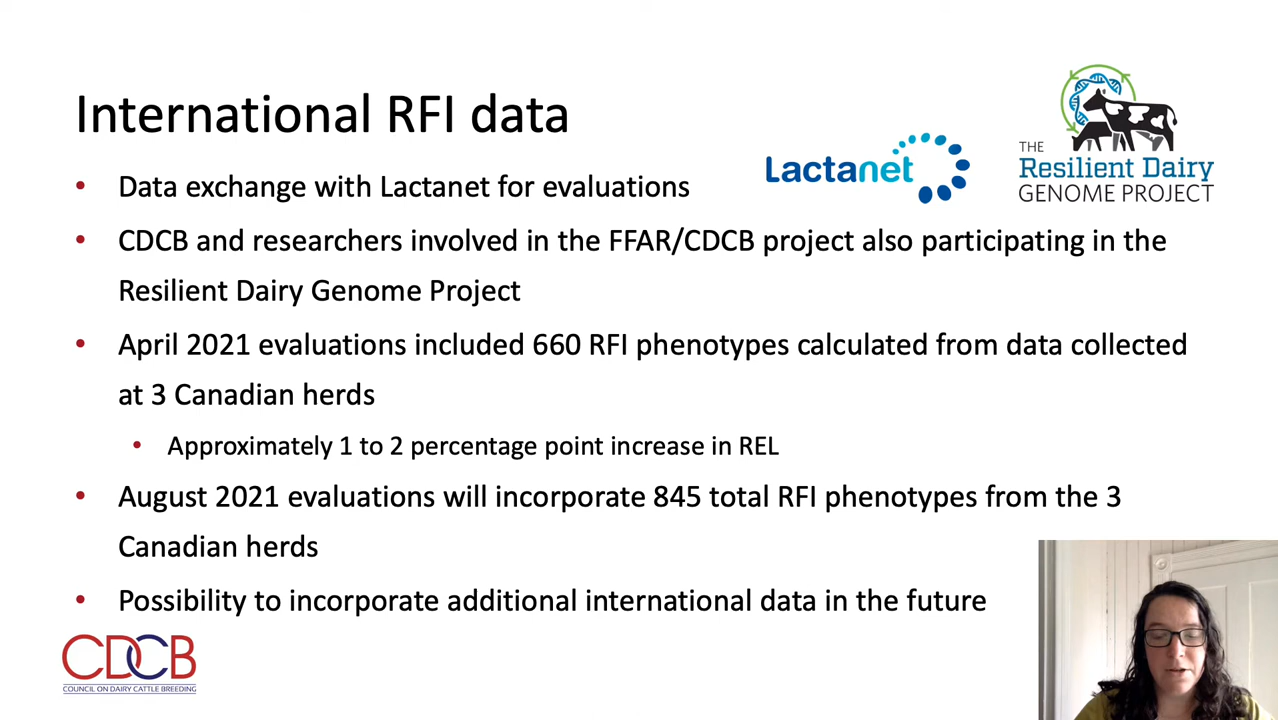 International RFI data
Lactanet
THE
Resilient Dairy
GENOME PROJECT
• Data exchange with Lactanet for evaluations
• CDCB and researchers involved in the FFAR/CDCB project also participating in the
Resilient Dairy Genome Project
• April 2021 evaluations included 660 RFI phenotypes calculated from data collected
at 3 Canadian herds
• Approximately 1 to 2 percentage point increase in REL
• August 2021 evaluations will incorporate 845 total RFI phenotypes from the 3
Canadian herds
• Possibility to incorporate additional international data in the future
CDCB
COUNCIL ON DAIRY CATTLE BREEDING